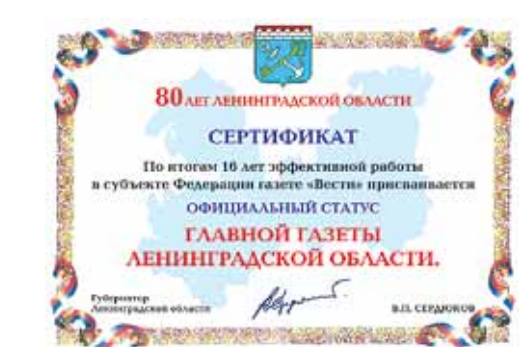 80 ЛЕТ ЛЕНИНГРАДСКОЙ ОБЛАСТИ
СЕРТИФИКАТ
По итогам 16 лет эффективной работы
в субъекте Федерации газете «Вести» присваивается
ОФИЦИАЛЬНЫЙ СТАТУС
ГЛАВНОЙ ГАЗЕТЫ
ЛЕНИНГРАДСКОЙ ОБЛАСТИ.
Губернатор
Ленинградской области
В.П. СЕРДЮКОВ